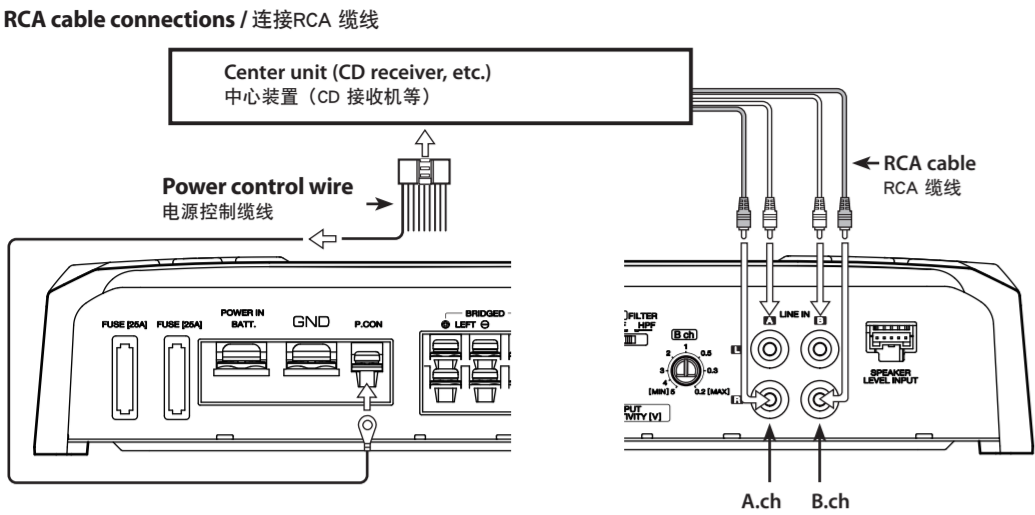 RCA cable connections / 连接RCA 缆线
Center unit (CD receiver, etc.)
中心装置（CD 接收机等）
RCA cable
RCA 缆线
Power control wire
电源控制缆线
FUSE [25A]
FUSE [25A]
POWER IN
BATT.
GND
P.CON
BRIDGED
⊕ LEFT ⊖
FILTER
HPF
B ch
1
2
0.5
3
0.3
4
[MIN] 5
0.2 [MAX]
PUT
TIVITY [V]
A LINE IN B
SPEAKER
LEVEL INPUT
A.ch
B.ch